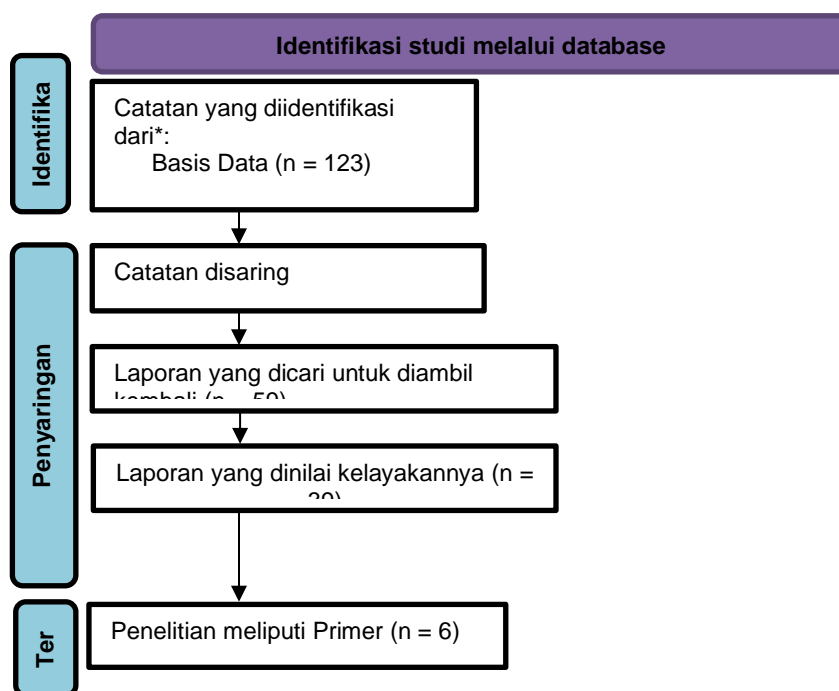 Identifikasi studi melalui database
Identifika
Catatan yang diidentifikasi
dari*:
Basis Data (n = 123)
Penyaringan
Catatan disaring
Laporan yang dicari untuk diambil
kembali (n
Laporan yang dinilai kelayakannya (n =
Ter
Penelitian meliputi Primer (n = 6)